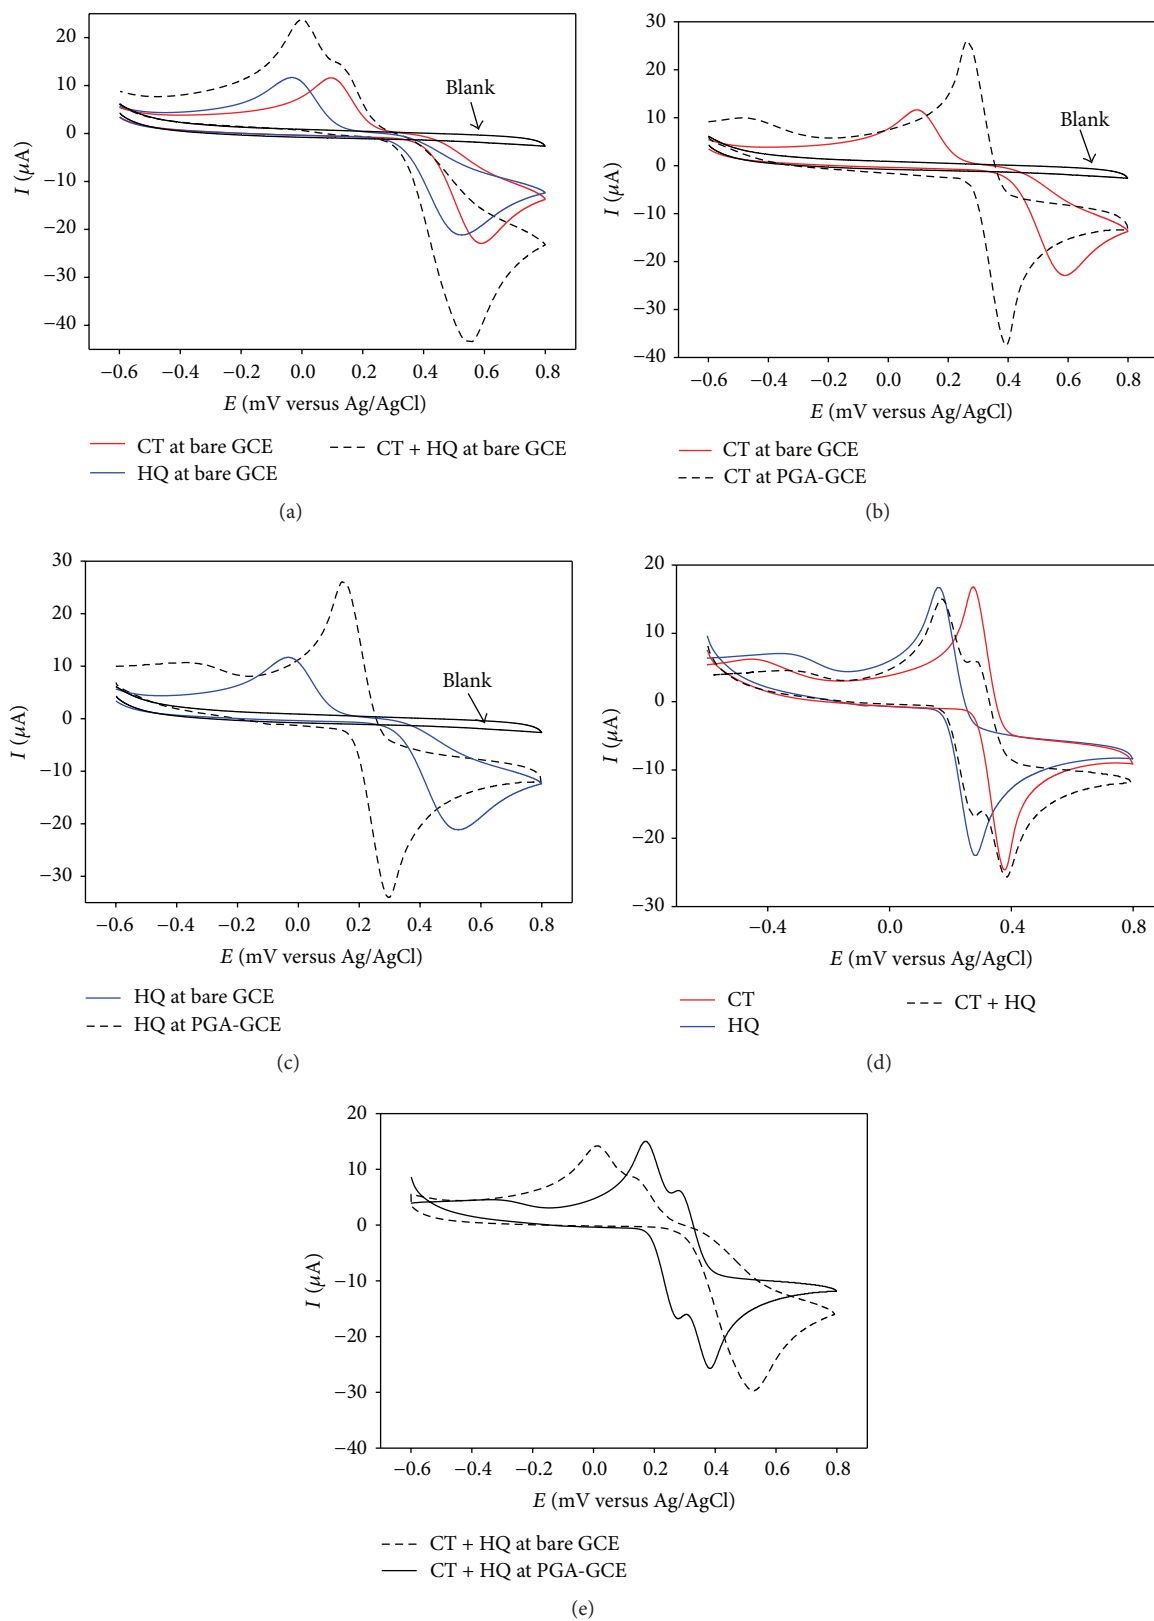 20
10
0
−10
−20
−30
−40
I (μA)
Blank
−0.6 −0.4 −0.2 0.0 0.2 0.4 0.6 0.8
E (mV versus Ag/AgCl)
CT at bare GCE
HQ at bare GCE
CT + HQ at bare GCE
(a)
30
20
10
0
−10
−20
−30
−40
I (μA)
Blank
−0.6 −0.4 −0.2 0.0 0.2 0.4 0.6 0.8
E (mV versus Ag/AgCl)
CT at bare GCE
CT at PGA-GCE
(b)
30
20
10
0
−10
−20
−30
I (μA)
Blank
−0.6 −0.4 −0.2 0.0 0.2 0.4 0.6 0.8
E (mV versus Ag/AgCl)
HQ at bare GCE
HQ at PGA-GCE
(c)
20
10
0
−10
−20
−30
I (μA)
−0.4 0.0 0.4 0.8
E (mV versus Ag/AgCl)
CT
HQ
CT + HQ
(d)
20
10
0
−10
−20
−30
−40
I (μA)
−0.6 −0.4 −0.2 0.0 0.2 0.4 0.6 0.8
E (mV versus Ag/AgCl)
CT + HQ at bare GCE
CT + HQ at PGA-GCE
(e)